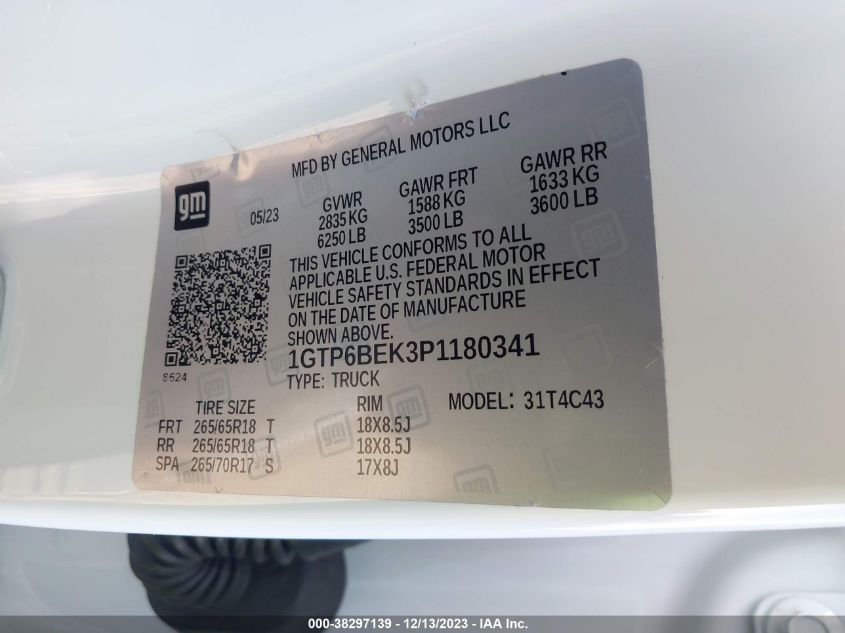 MFD BY GENERAL MOTORS LLC
gm
05/23
GVWR
2835 KG
6250 LB
GAWR FRT
1588 KG
3500 LB
GAWR RR
1633 KG
3600 LB
THIS VEHICLE CONFORMS TO ALL
APPLICABLE U.S. FEDERAL MOTOR
VEHICLE SAFETY STANDARDS IN EFFECT
ON THE DATE OF MANUFACTURE
SHOWN ABOVE.
8624
1GTP6BEK3P1180341
TYPE: TRUCK
MODEL: 31T4C43
TIRE SIZE RIM
FRT 265/65R18 T 18X8.5J
RR 265/65R18 T 18X8.5J
SPA 265/70R17 S 17X8J
000-38297139 - 12/13/2023 - IAA Inc.